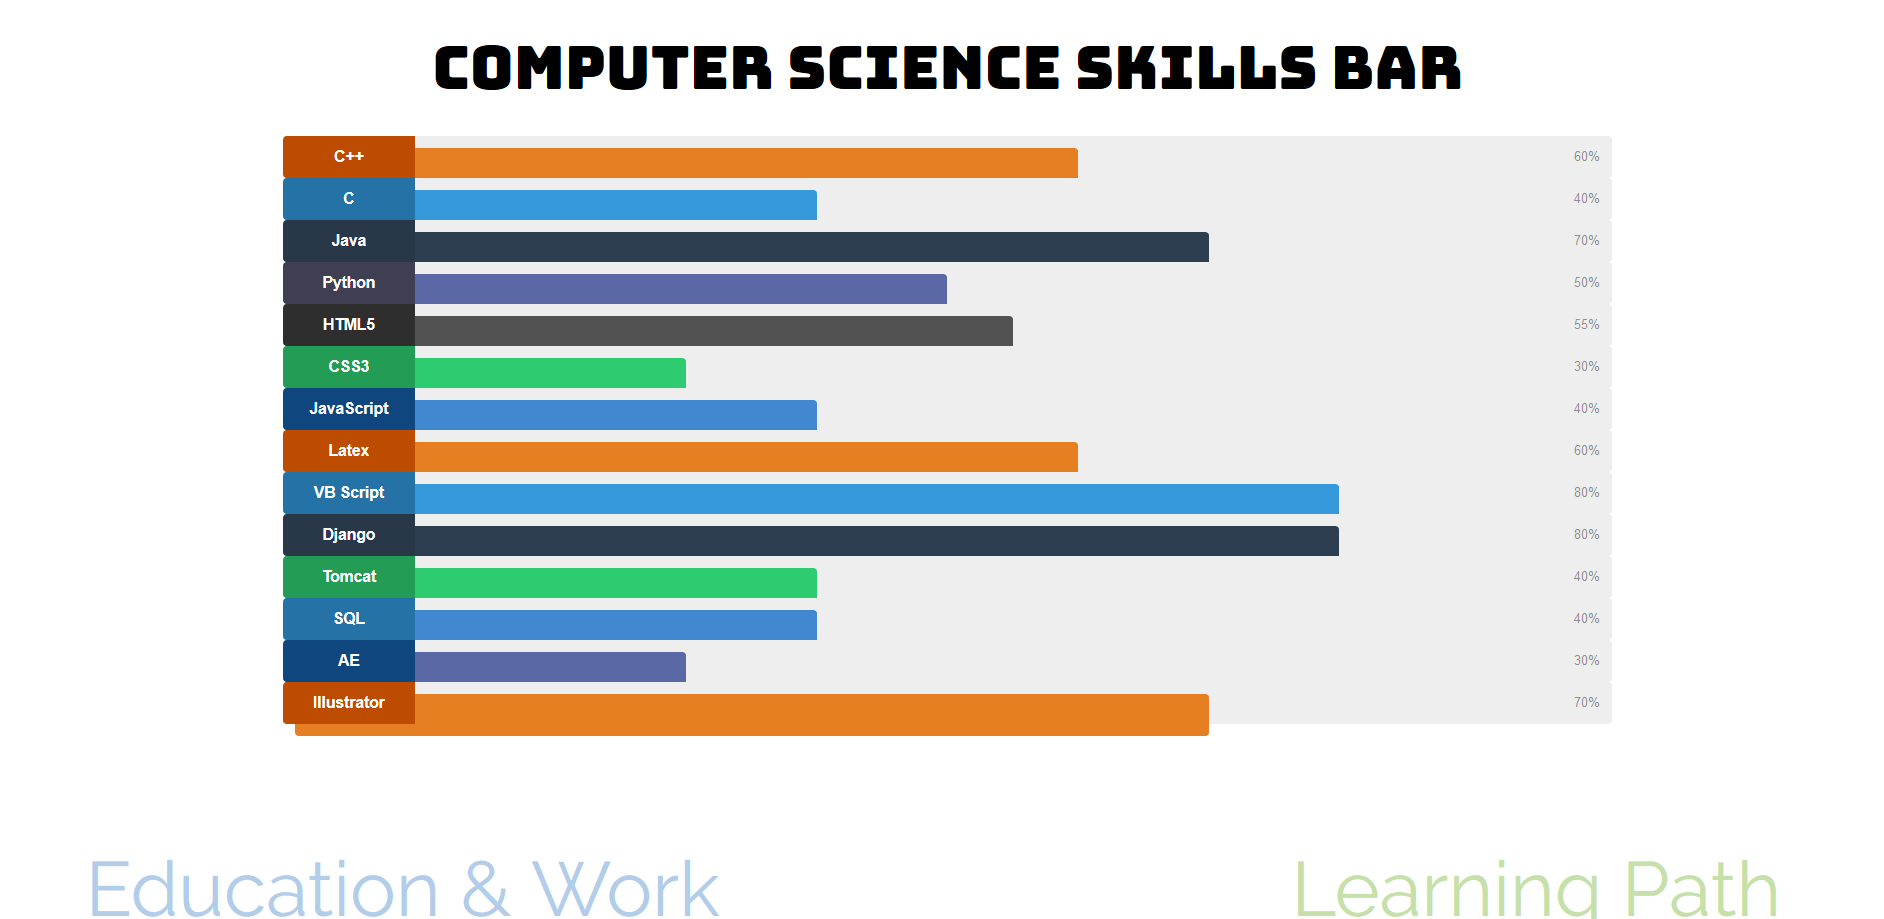 COMPUTER SCIENCE SKILLS BAR
C++ 60%
C 40%
Java 70%
Python 50%
HTML5 55%
CSS3 30%
JavaScript 40%
Latex 60%
VB Script 80%
Django 80%
Tomcat 40%
SQL 40%
AE 30%
Illustrator 70%
Education & Work Learning Path